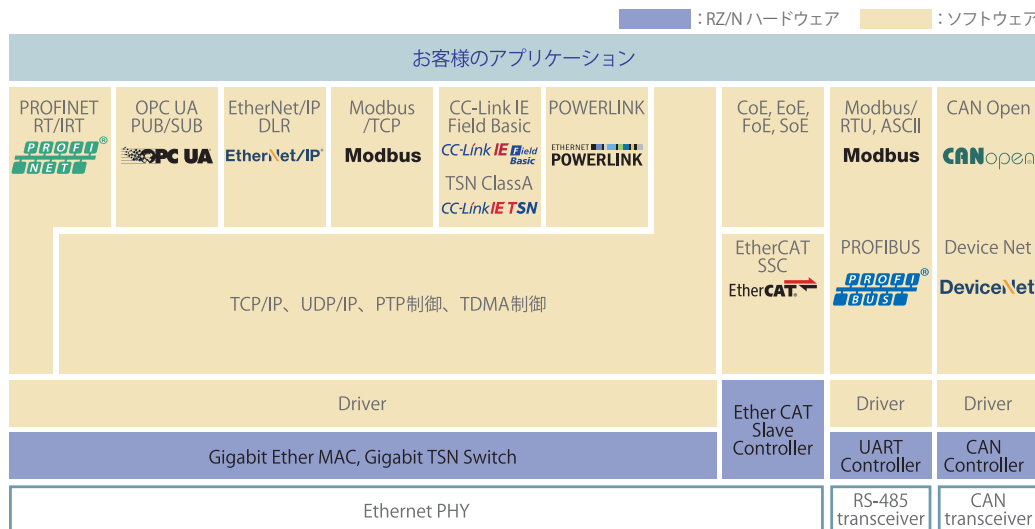 ：RZ/N ハードウェア
：ソフトウェア
お客様のアプリケーション
PROFINET
RT/IRT
PROFI®
NET
OPC UA
PUB/SUB
OPC UA
EtherNet/IP
DLR
EtherNet/IP
Modbus
/TCP
Modbus
CC-Link IE
Field Basic
CC-Link IE Field
Basic
TSN ClassA
CC-Link IE TSN
POWERLINK
ETHERNET
POWERLINK
CoE, EoE,
FoE, SoE
Modbus/
RTU, ASCII
Modbus
CAN Open
CANopen
TCP/IP、UDP/IP、PTP制御、TDMA制御
EtherCAT
SSC
EtherCAT®
PROFIBUS
PROFI®
BUS
Device Net
DeviceNet
Driver
Ether CAT
Slave
Controller
Driver
Driver
Gigabit Ether MAC, Gigabit TSN Switch
UART
Controller
CAN
Controller
Ethernet PHY
RS-485
transceiver
CAN
transceiver